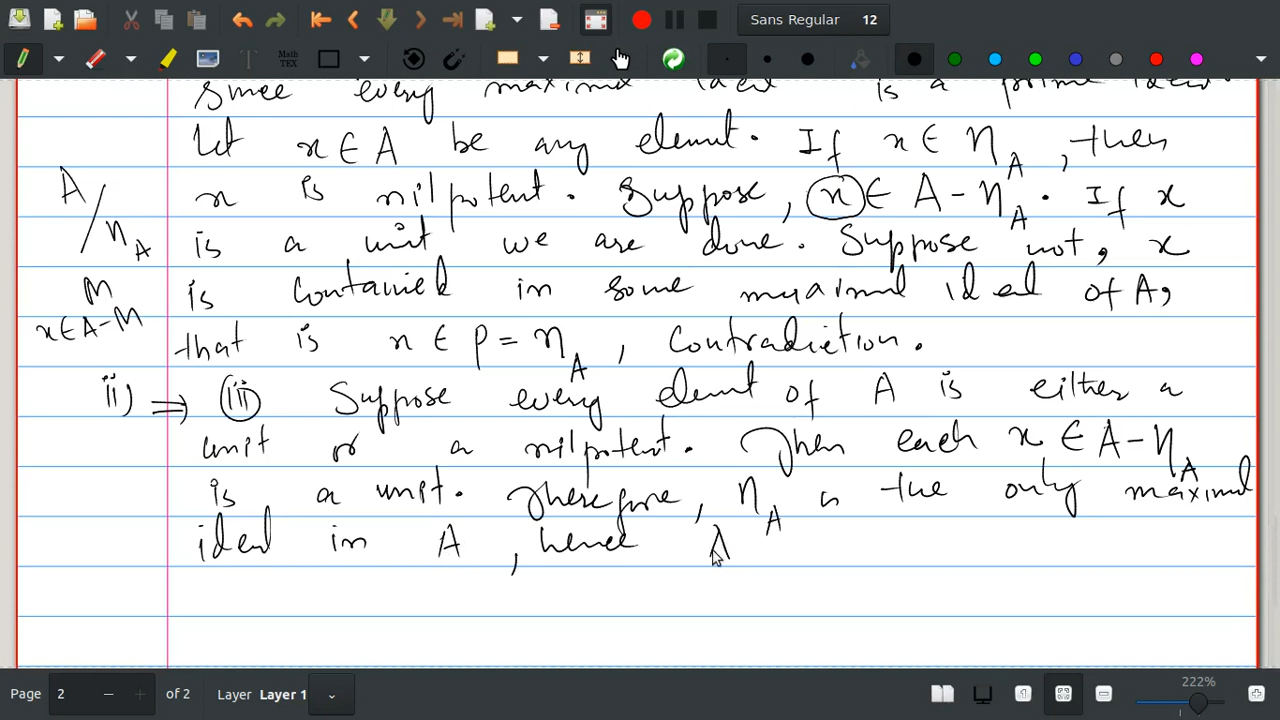 Sans Regular 12
Math
TEX
Since every maximal ideal is a prime ideal.
Let x ∈ A be any element. If x ∈ η_A, then
x is nilpotent. Suppose, x ∈ A - η_A. If x
is a unit we are done. Suppose not, x
is contained in some maximal ideal of A,
that is x ∈ p = η_A, contradiction.
A/η_A
M
x ∈ A - M
ii) ⇒ iii Suppose every element of A is either a
unit or a nilpotent. Then each x ∈ A - η_A
is a unit. Therefore, η_A is the only maximal
ideal in A, hence A
Page 2 of 2 Layer Layer 1 222%